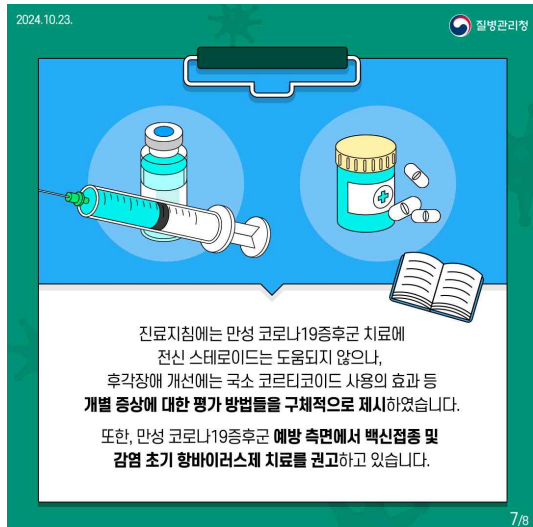 2024.10.23.
질병관리청
진료지침에는 만성 코로나19증후군 치료에
전신 스테로이드는 도움되지 않으나,
후각장애 개선에는 국소 코르티코이드 사용의 효과 등
개별 증상에 대한 평가 방법들을 구체적으로 제시하였습니다.
또한, 만성 코로나19증후군 예방 측면에서 백신접종 및
감염 초기 항바이러스제 치료를 권고하고 있습니다.
7/8